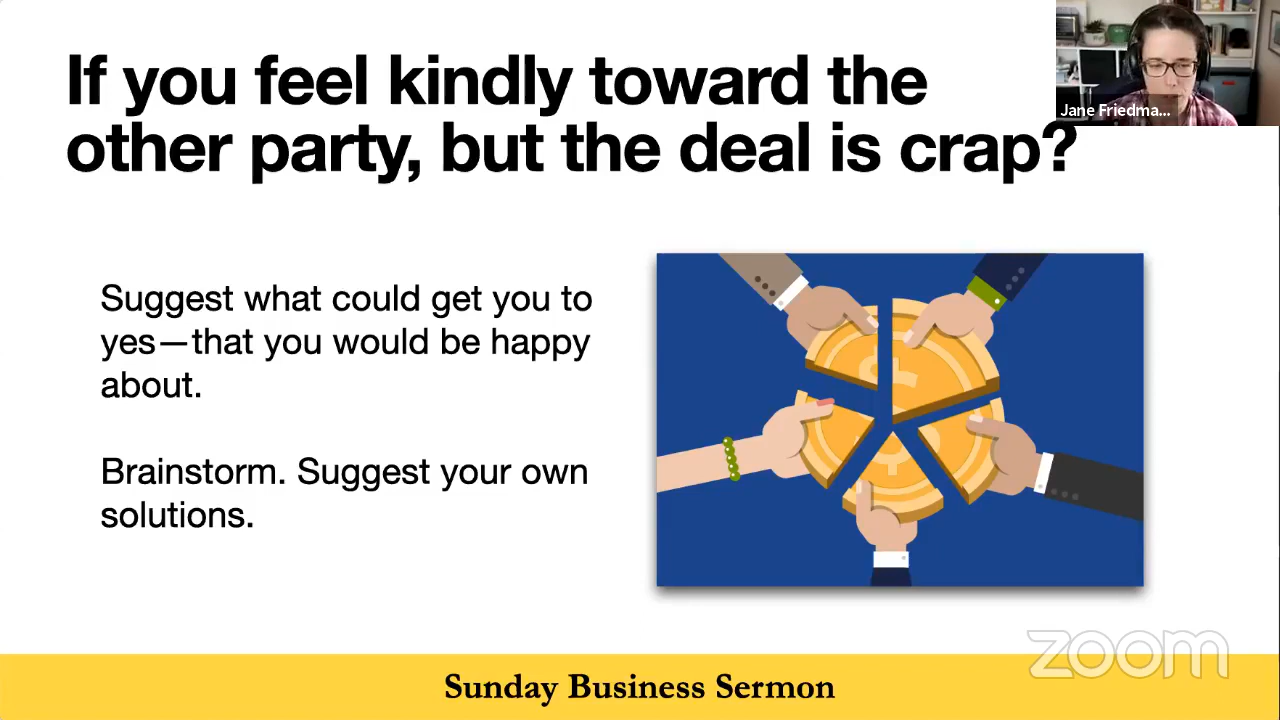 If you feel kindly toward the
other party, but the deal is crap?
Jane Friedma...
Suggest what could get you to
yes—that you would be happy
about.
Brainstorm. Suggest your own
solutions.
zoom
Sunday Business Sermon